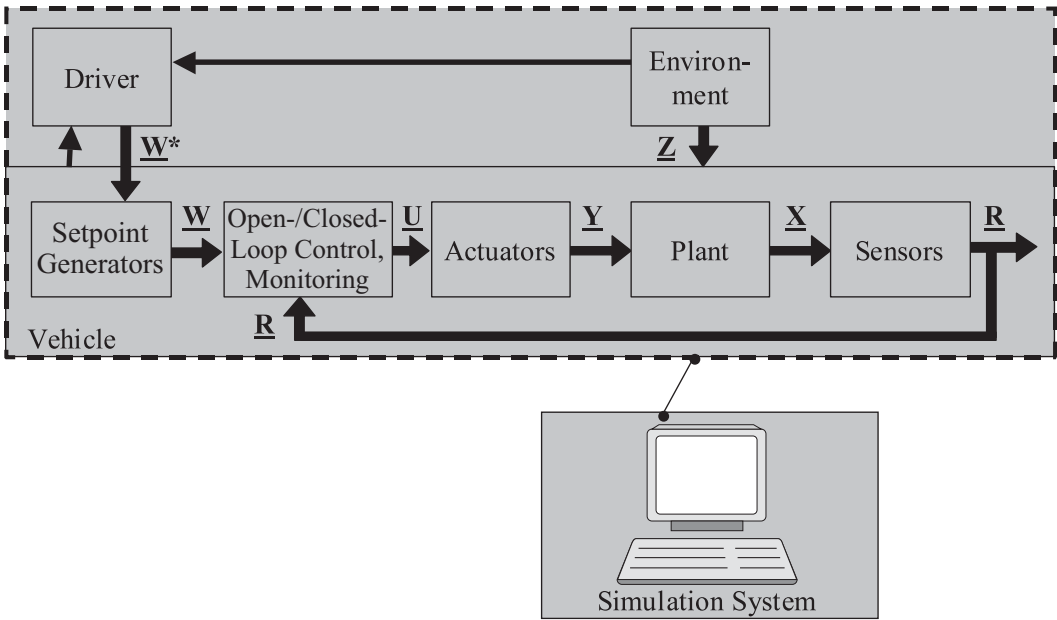 Driver
Environ-
ment
W*
Z
Setpoint
Generators
W
Open-/Closed-
Loop Control,
Monitoring
U
Actuators
Y
Plant
X
Sensors
R
R
Vehicle
Simulation System